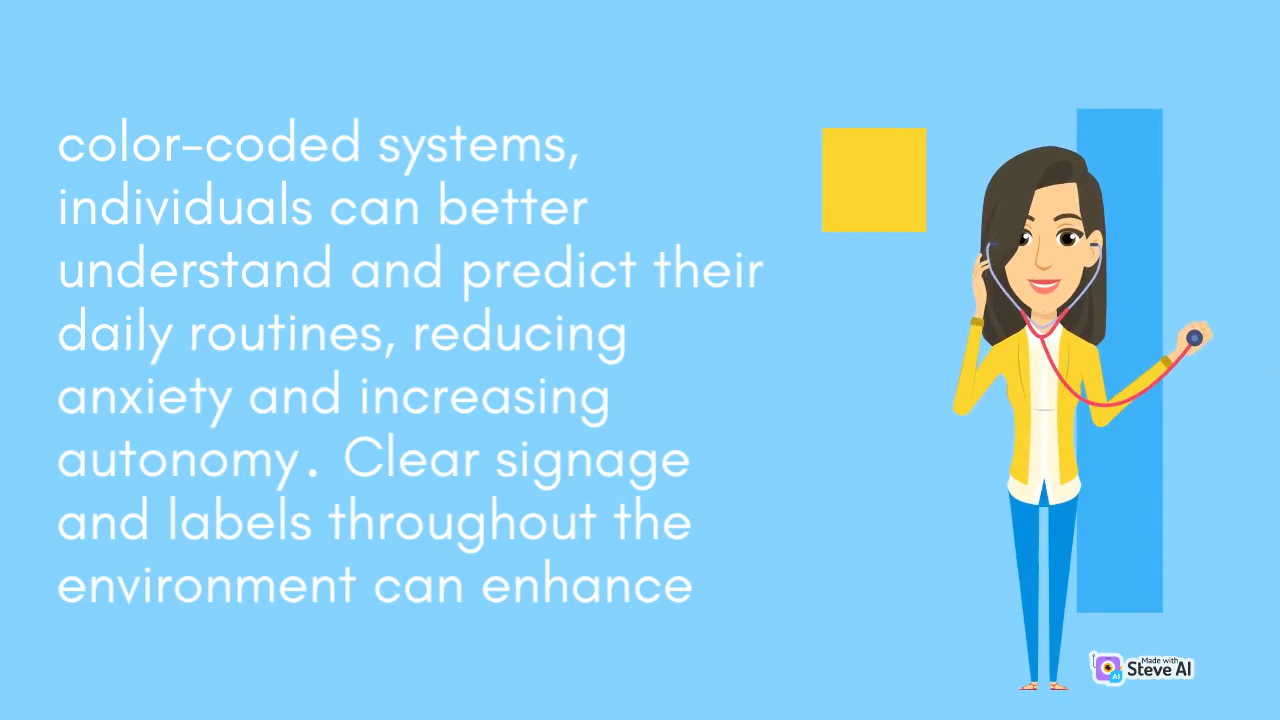 color-coded systems,
individuals can better
understand and predict their
daily routines, reducing
anxiety and increasing
autonomy. Clear signage
and labels throughout the
environment can enhance
Made with
Steve AI
AI